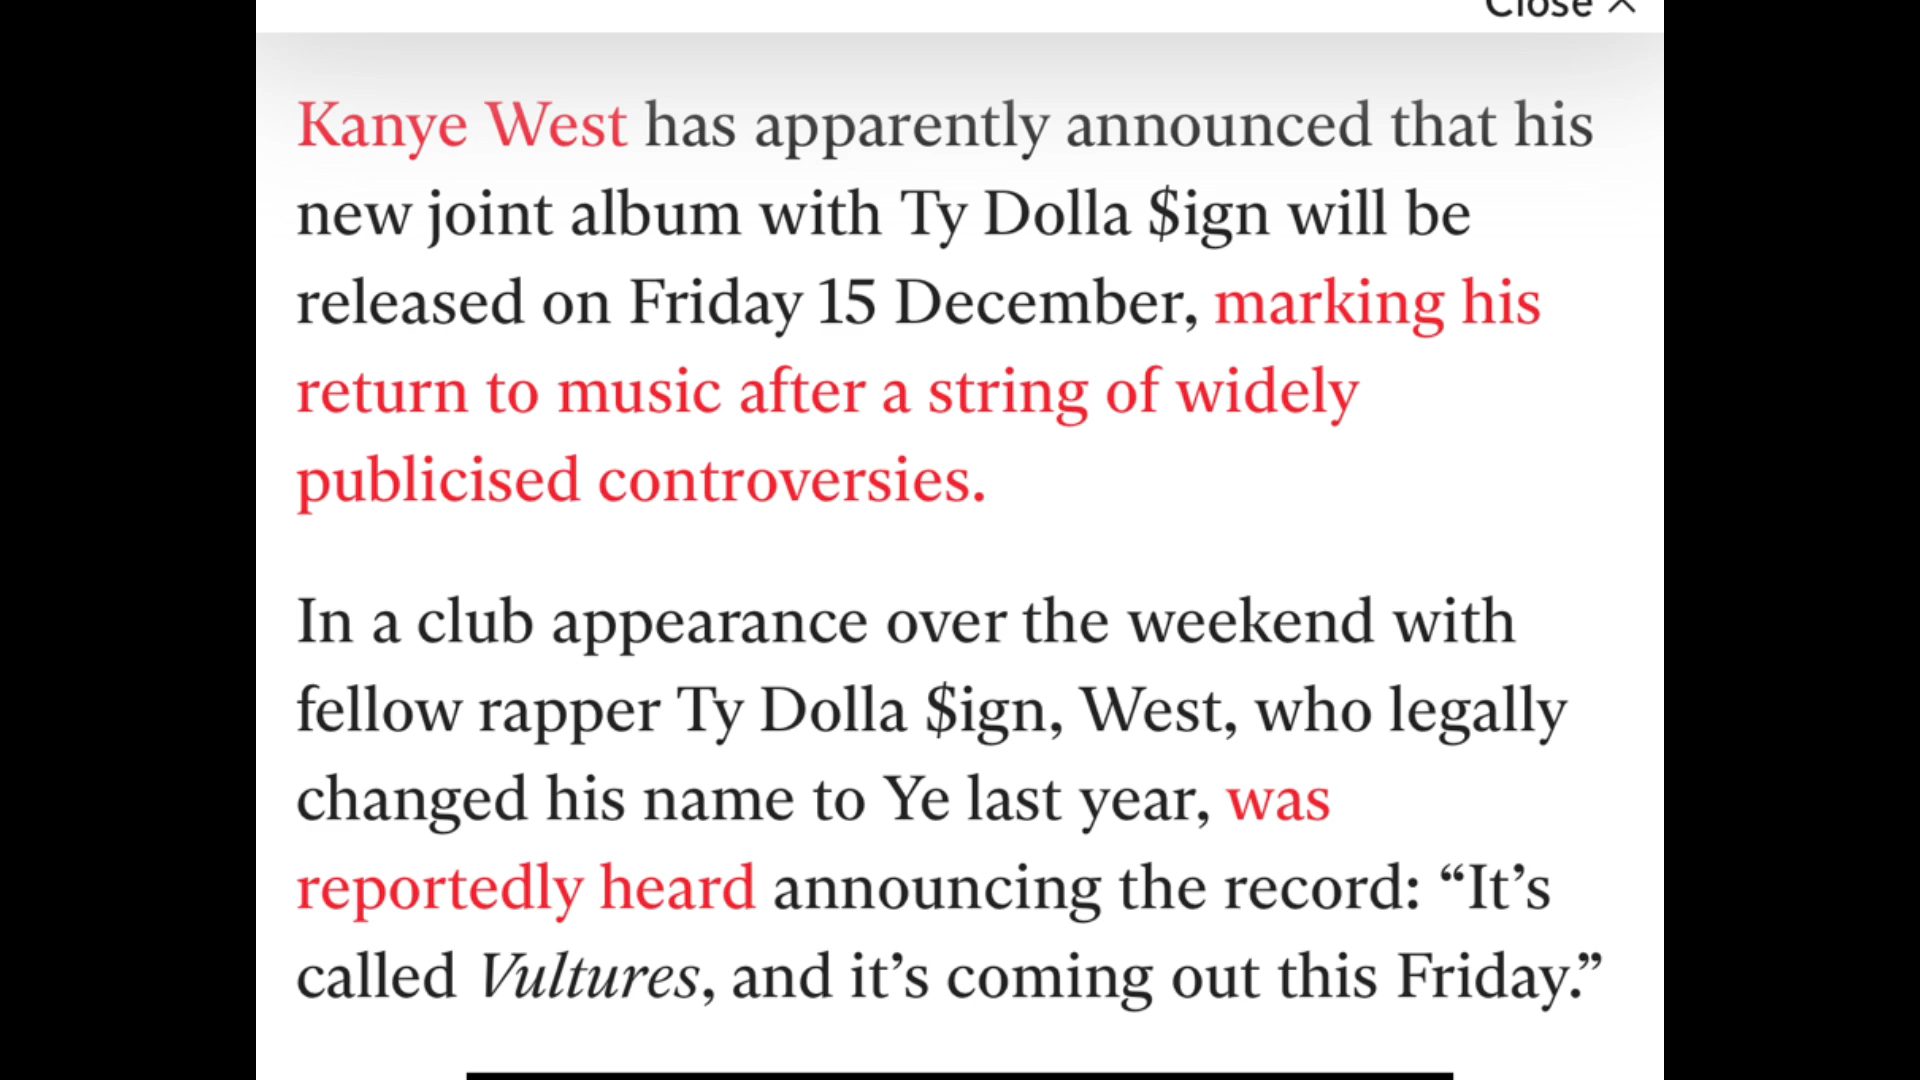 Close ×
Kanye West has apparently announced that his
new joint album with Ty Dolla $ign will be
released on Friday 15 December, marking his
return to music after a string of widely
publicised controversies.
In a club appearance over the weekend with
fellow rapper Ty Dolla $ign, West, who legally
changed his name to Ye last year, was
reportedly heard announcing the record: “It’s
called Vultures, and it’s coming out this Friday.”